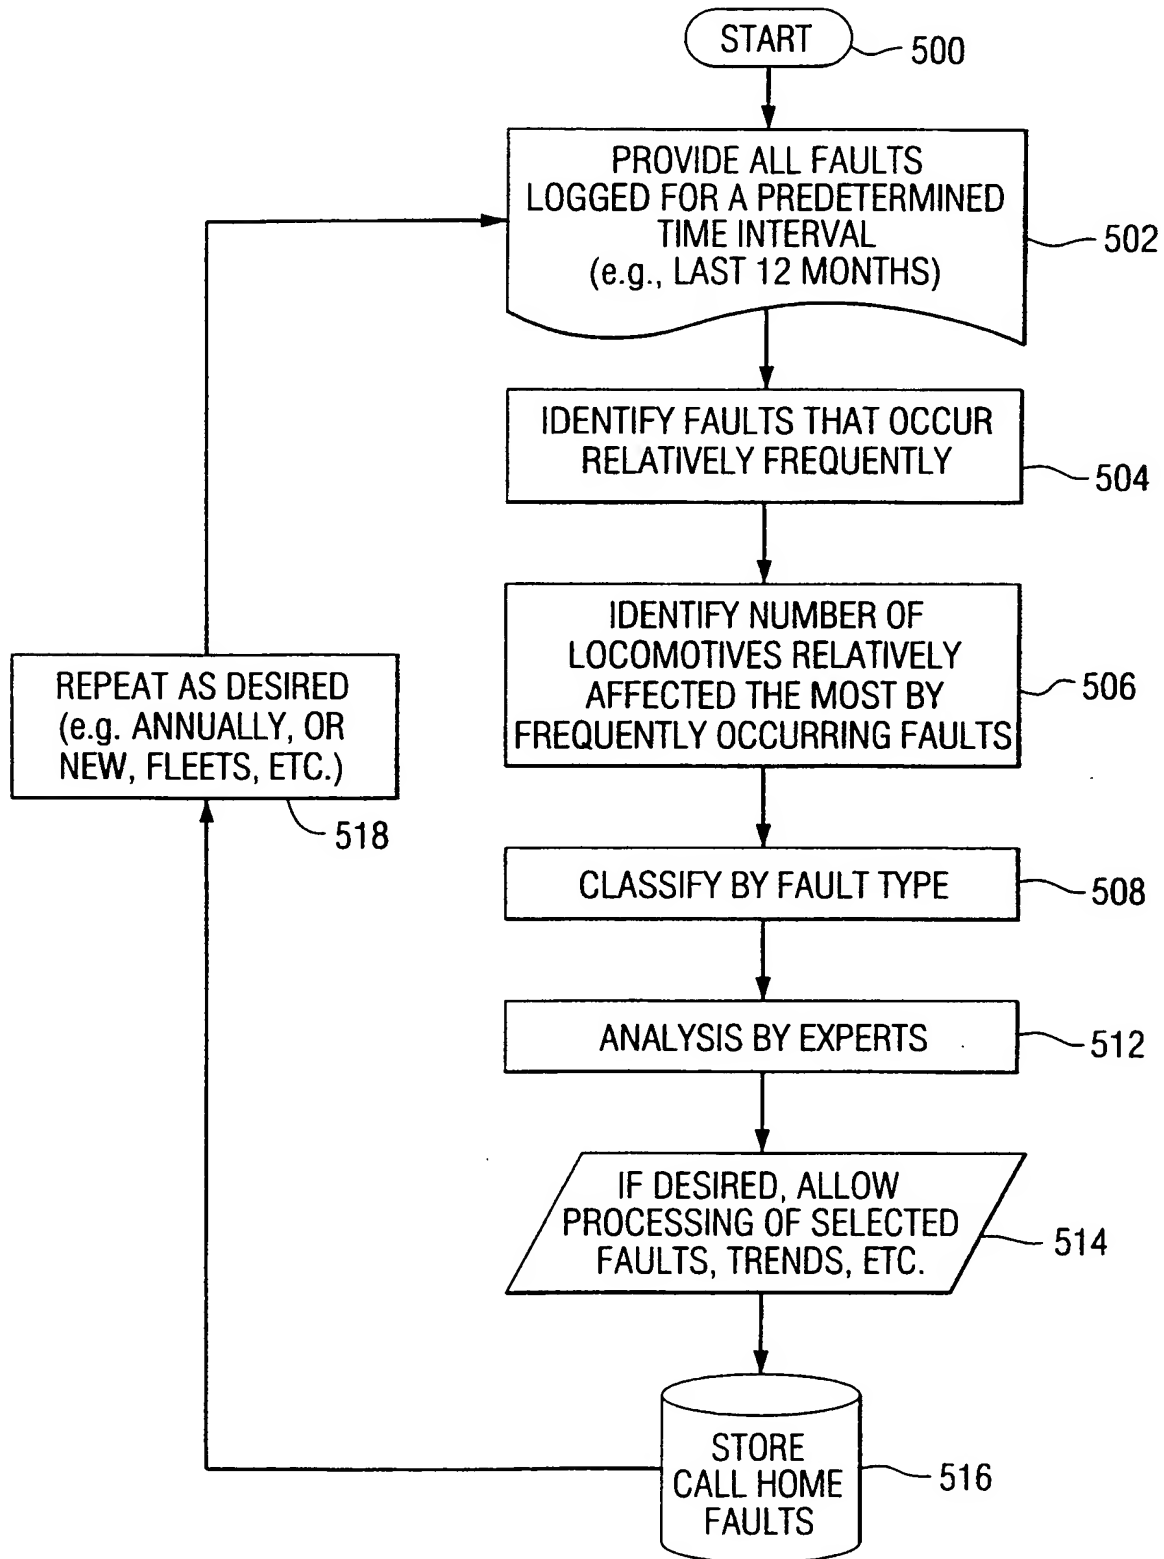 START
500
PROVIDE ALL FAULTS
LOGGED FOR A PREDETERMINED
TIME INTERVAL
(e.g., LAST 12 MONTHS)
502
IDENTIFY FAULTS THAT OCCUR
RELATIVELY FREQUENTLY
504
IDENTIFY NUMBER OF
LOCOMOTIVES RELATIVELY
AFFECTED THE MOST BY
FREQUENTLY OCCURRING FAULTS
506
REPEAT AS DESIRED
(e.g. ANNUALLY, OR
NEW, FLEETS, ETC.)
518
CLASSIFY BY FAULT TYPE
508
ANALYSIS BY EXPERTS
512
IF DESIRED, ALLOW
PROCESSING OF SELECTED
FAULTS, TRENDS, ETC.
514
STORE
CALL HOME
FAULTS
516